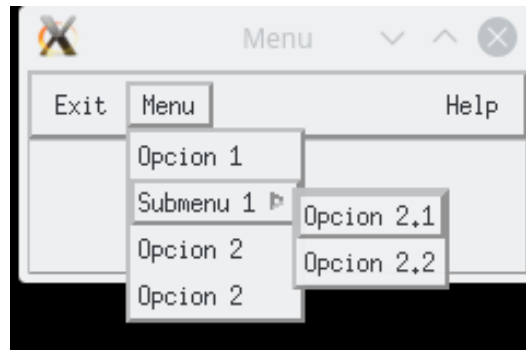 Menu
Exit Menu Help
Opcion 1
Submenu 1
Opcion 2.1
Opcion 2
Opcion 2.2
Opcion 2